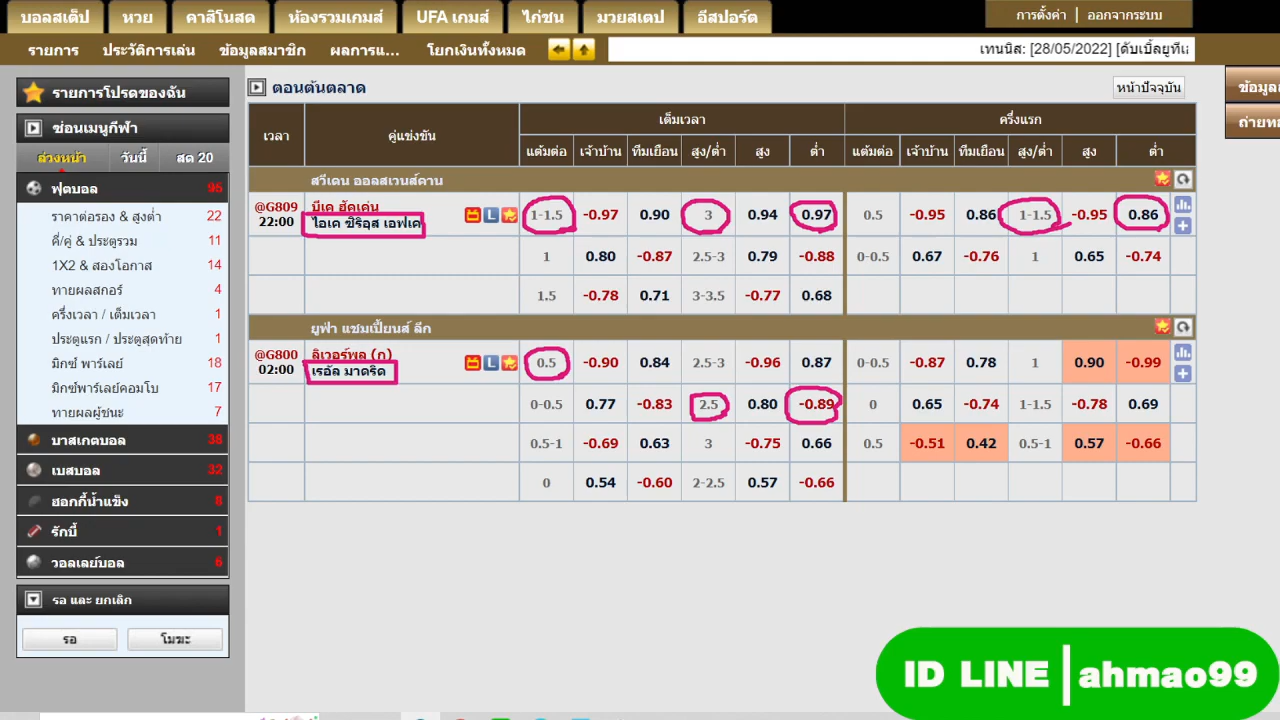 บอลสเต็ป หวย คาสิโนสด ห้องรวมเกมส์ UFA เกมส์ ไก่ชน มวยสเตป อีสปอร์ต การตั้งค่า | ออกจากระบบ
รายการ ประวัติการเล่น ข้อมูลสมาชิก ผลการแ... โยกเงินทั้งหมด เทนนิส: [28/05/2022] [ดับเบิ้ลยูทีเ
รายการโปรดของฉัน
ซ่อนเมนูกีฬา
ล่วงหน้า วันนี้ สด 20
ฟุตบอล 95
ราคาต่อรอง & สูงต่ำ 22
คี่/คู่ & ประตูรวม 11
1X2 & สองโอกาส 14
ทายผลสกอร์ 4
ครึ่งเวลา / เต็มเวลา 1
ประตูแรก / ประตูสุดท้าย 1
มิกซ์ พาร์เลย์ 18
มิกซ์พาร์เลย์คอมโบ 17
ทายผลผู้ชนะ 7
บาสเกตบอล 38
เบสบอล 32
ฮอกกี้น้ำแข็ง 8
รักบี้ 1
วอลเลย์บอล 6
รอ และ ยกเลิก
รอ โมฆะ
ตอนต้นตลาด หน้าปัจจุบัน
เวลา คู่แข่งขัน เต็มเวลา ครึ่งแรก
แต้มต่อ เจ้าบ้าน ทีมเยือน สูง/ต่ำ สูง ต่ำ แต้มต่อ เจ้าบ้าน ทีมเยือน สูง/ต่ำ สูง ต่ำ
สวีเดน ออลสเวนส์คาน
@G809 บีเค ฮัคเค่น
22:00 ไอเค ซิริอุส เอฟเค L 1-1.5 -0.97 0.90 3 0.94 0.97 0.5 -0.95 0.86 1-1.5 -0.95 0.86
1 0.80 -0.87 2.5-3 0.79 -0.88 0-0.5 0.67 -0.76 1 0.65 -0.74
1.5 -0.78 0.71 3-3.5 -0.77 0.68
ยูฟ่า แชมเปี้ยนส์ ลีก
@G800 ลิเวอร์พูล (ก)
02:00 เรอัล มาดริด L 0.5 -0.90 0.84 2.5-3 -0.96 0.87 0-0.5 -0.87 0.78 1 0.90 -0.99
0-0.5 0.77 -0.83 2.5 0.80 -0.89 0 0.65 -0.74 1-1.5 -0.78 0.69
0.5-1 -0.69 0.63 3 -0.75 0.66 0.5 -0.51 0.42 0.5-1 0.57 -0.66
0 0.54 -0.60 2-2.5 0.57 -0.66
ข้อมูล
ID LINE | ahmao99